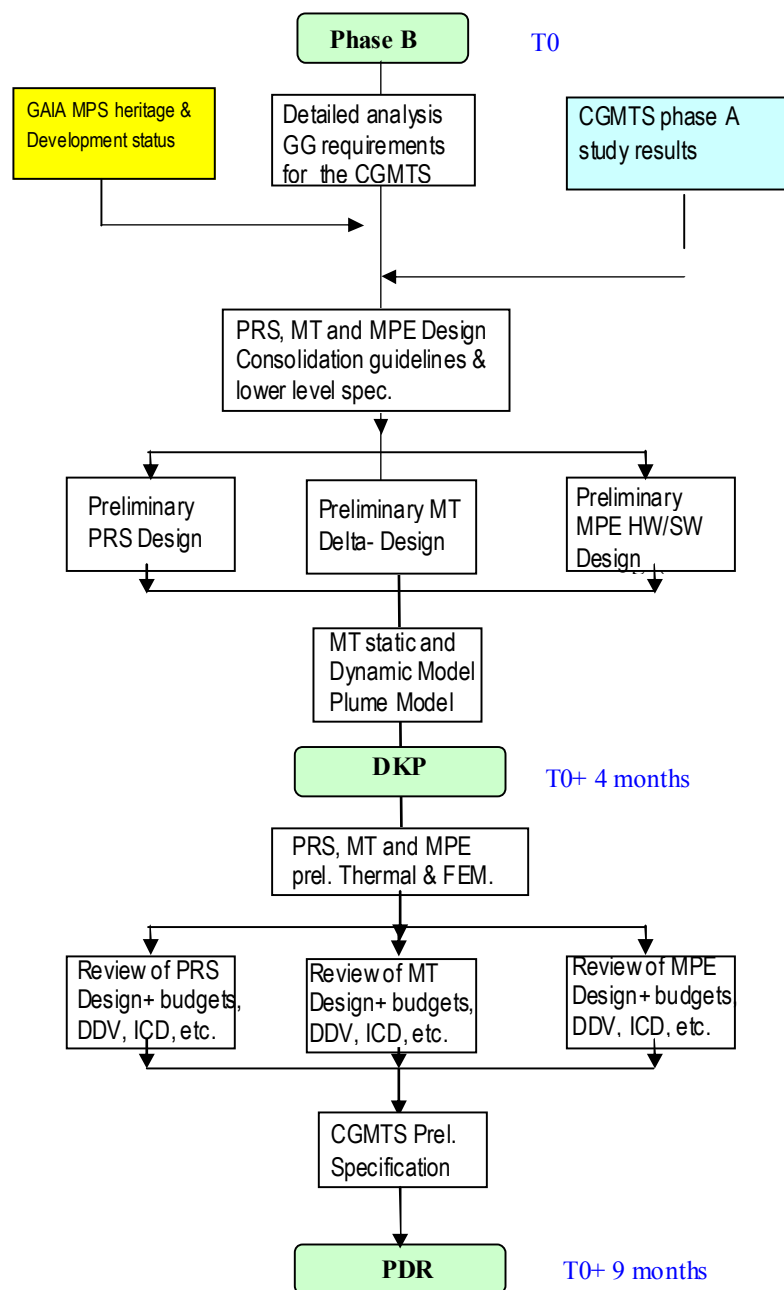 Phase B
T0
GAIA MPS heritage &
Development status
Detailed analysis
GG requirements
for the CGMTS
CGMTS phase A
study results
PRS, MT and MPE Design
Consolidation guidelines &
lower level spec.
Preliminary
PRS Design
Preliminary MT
Delta- Design
Preliminary
MPE HW/SW
Design
MT static and
Dynamic Model
Plume Model
DKP
T0+ 4 months
PRS, MT and MPE
prel. Thermal & FEM.
Review of PRS
Design+ budgets,
DDV, ICD, etc.
Review of MT
Design+ budgets,
DDV, ICD, etc.
Review of MPE
Design+ budgets,
DDV, ICD, etc.
CGMTS Prel.
Specification
PDR
T0+ 9 months